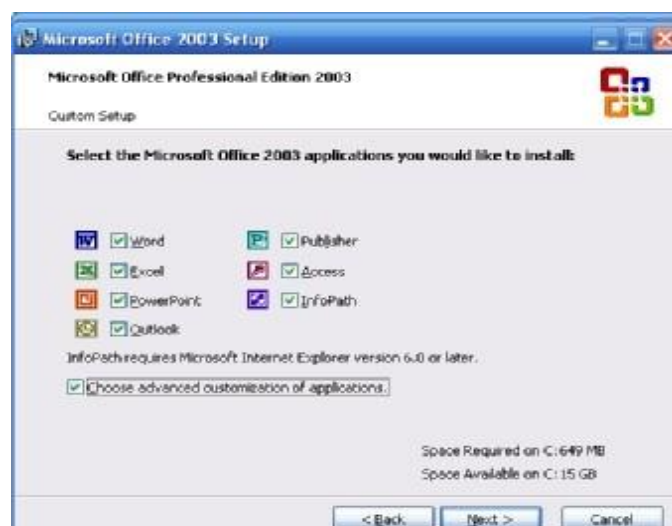 Microsoft Office 2003 Setup
Microsoft Office Professional Edition 2003
Custom Setup
Select the Microsoft Office 2003 applications you would like to install:
Word
Publisher
Excel
Access
PowerPoint
InfoPath
Outlook
InfoPath requires Microsoft Internet Explorer version 6.0 or later.
Choose advanced customization of applications.
Space Required on C: 649 MB
Space Available on C: 15 GB
< Back Next > Cancel